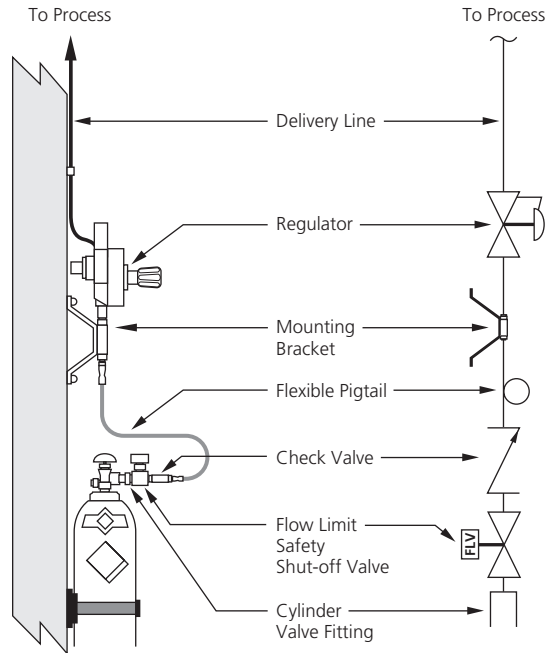 To Process
To Process
Delivery Line
Regulator
Mounting
Bracket
Flexible Pigtail
Check Valve
Flow Limit
Safety
Shut-off Valve
FLV
Cylinder
Valve Fitting